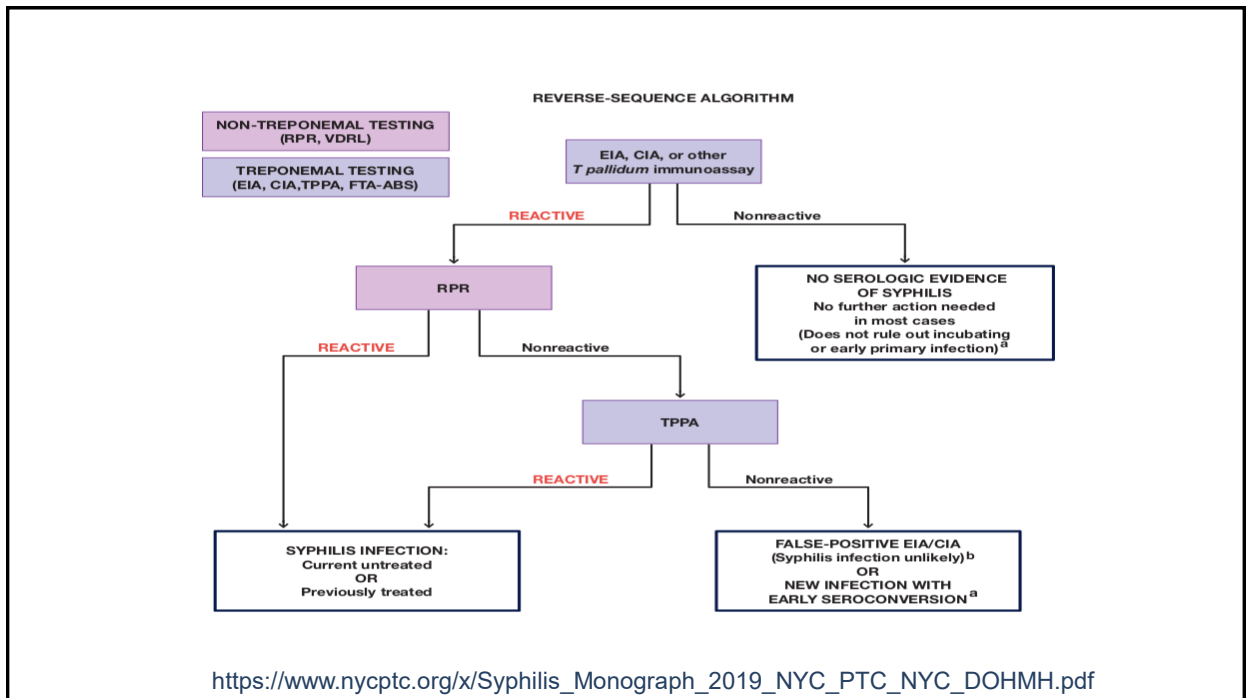 REVERSE-SEQUENCE ALGORITHM
NON-TREPONEMAL TESTING
(RPR, VDRL)
TREPONEMAL TESTING
(EIA, CIA,TPPA, FTA-ABS)
EIA, CIA, or other
T pallidum immunoassay
REACTIVE
Nonreactive
RPR
NO SEROLOGIC EVIDENCE
OF SYPHILIS
No further action needed
in most cases
(Does not rule out incubating
or early primary infection)a
REACTIVE
Nonreactive
TPPA
REACTIVE
Nonreactive
SYPHILIS INFECTION:
Current untreated
OR
Previously treated
FALSE-POSITIVE EIA/CIA
(Syphilis infection unlikely)b
OR
NEW INFECTION WITH
EARLY SEROCONVERSIONa
https://www.nycptc.org/x/Syphilis_Monograph_2019_NYC_PTC_NYC_DOHMH.pdf